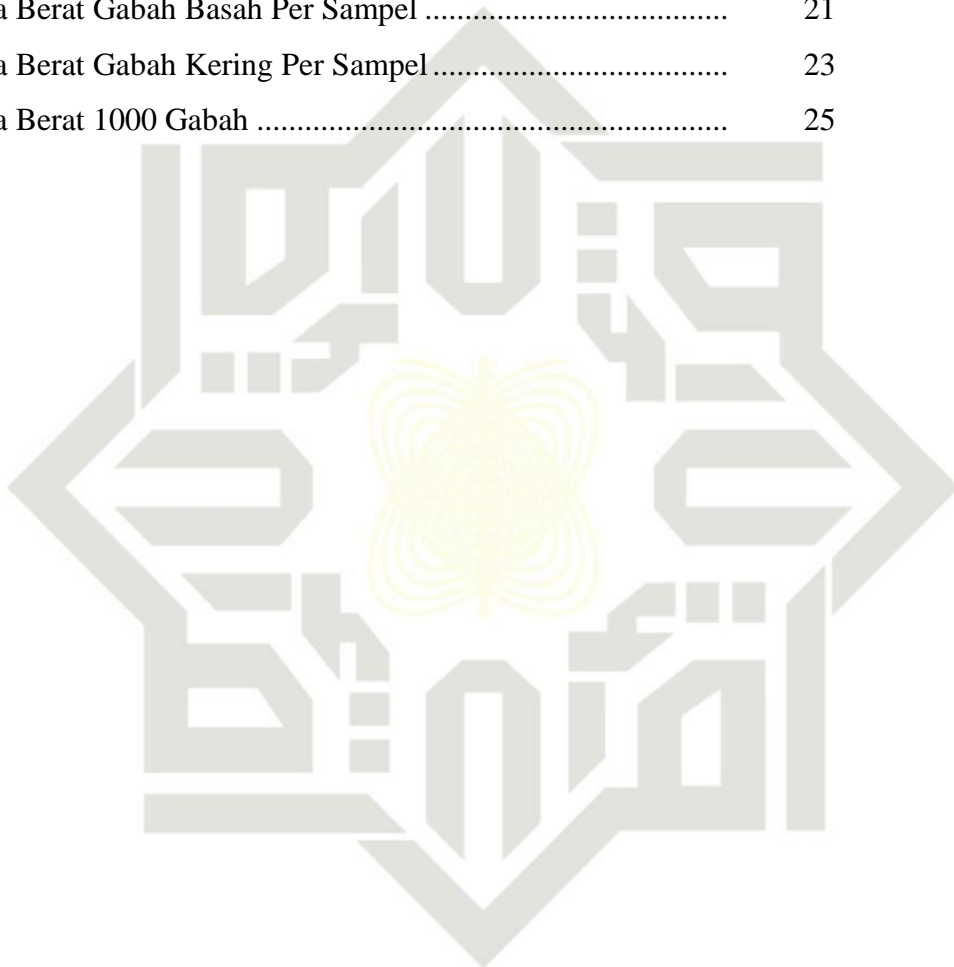 a Berat Gabah Basah Per Sampel ...................................... 21
a Berat Gabah Kering Per Sampel ..................................... 23
a Berat 1000 Gabah ........................................................... 25